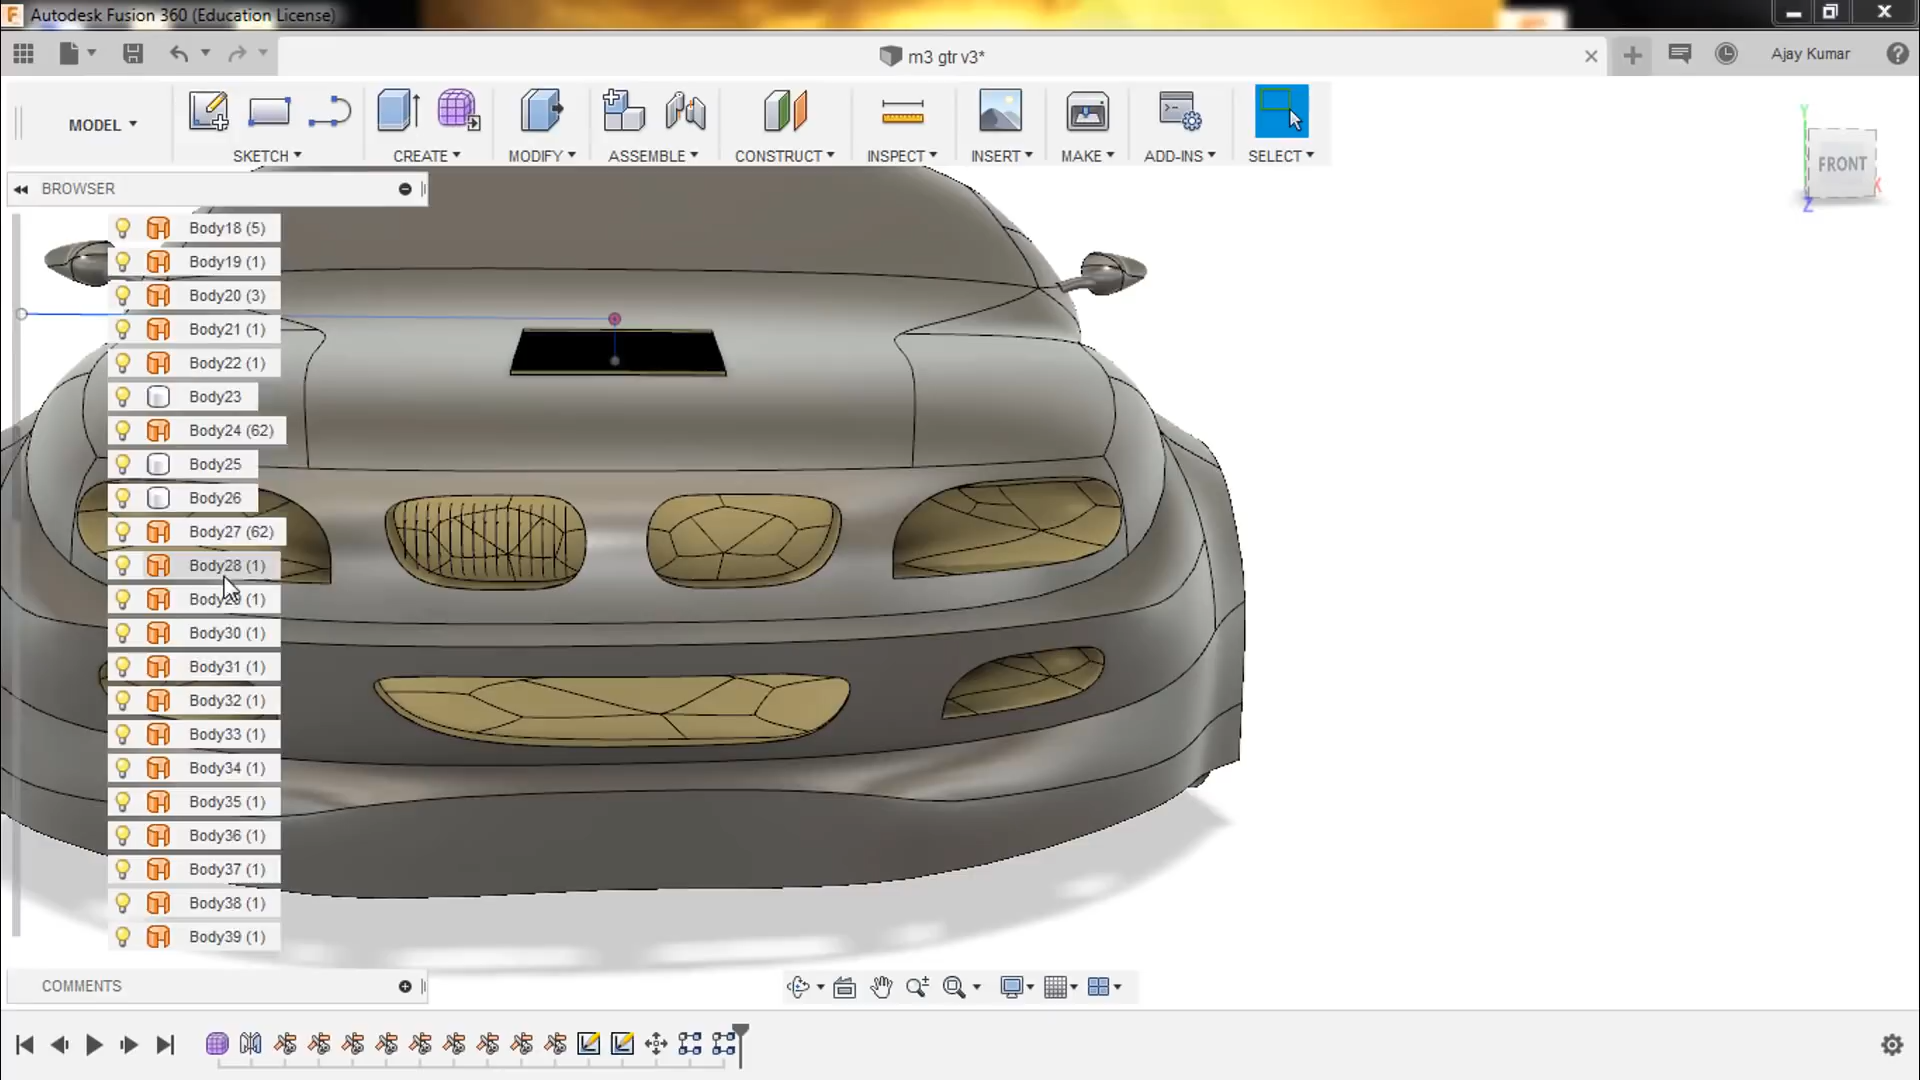 Autodesk Fusion 360 (Education License)
m3 gtr v3*
Ajay Kumar
MODEL
SKETCH
CREATE
MODIFY
ASSEMBLE
CONSTRUCT
INSPECT
INSERT
MAKE
ADD-INS
SELECT
Y
FRONT
X
Z
BROWSER
Body18 (5)
Body19 (1)
Body20 (3)
Body21 (1)
Body22 (1)
Body23
Body24 (62)
Body25
Body26
Body27 (62)
Body28 (1)
Body29 (1)
Body30 (1)
Body31 (1)
Body32 (1)
Body33 (1)
Body34 (1)
Body35 (1)
Body36 (1)
Body37 (1)
Body38 (1)
Body39 (1)
COMMENTS